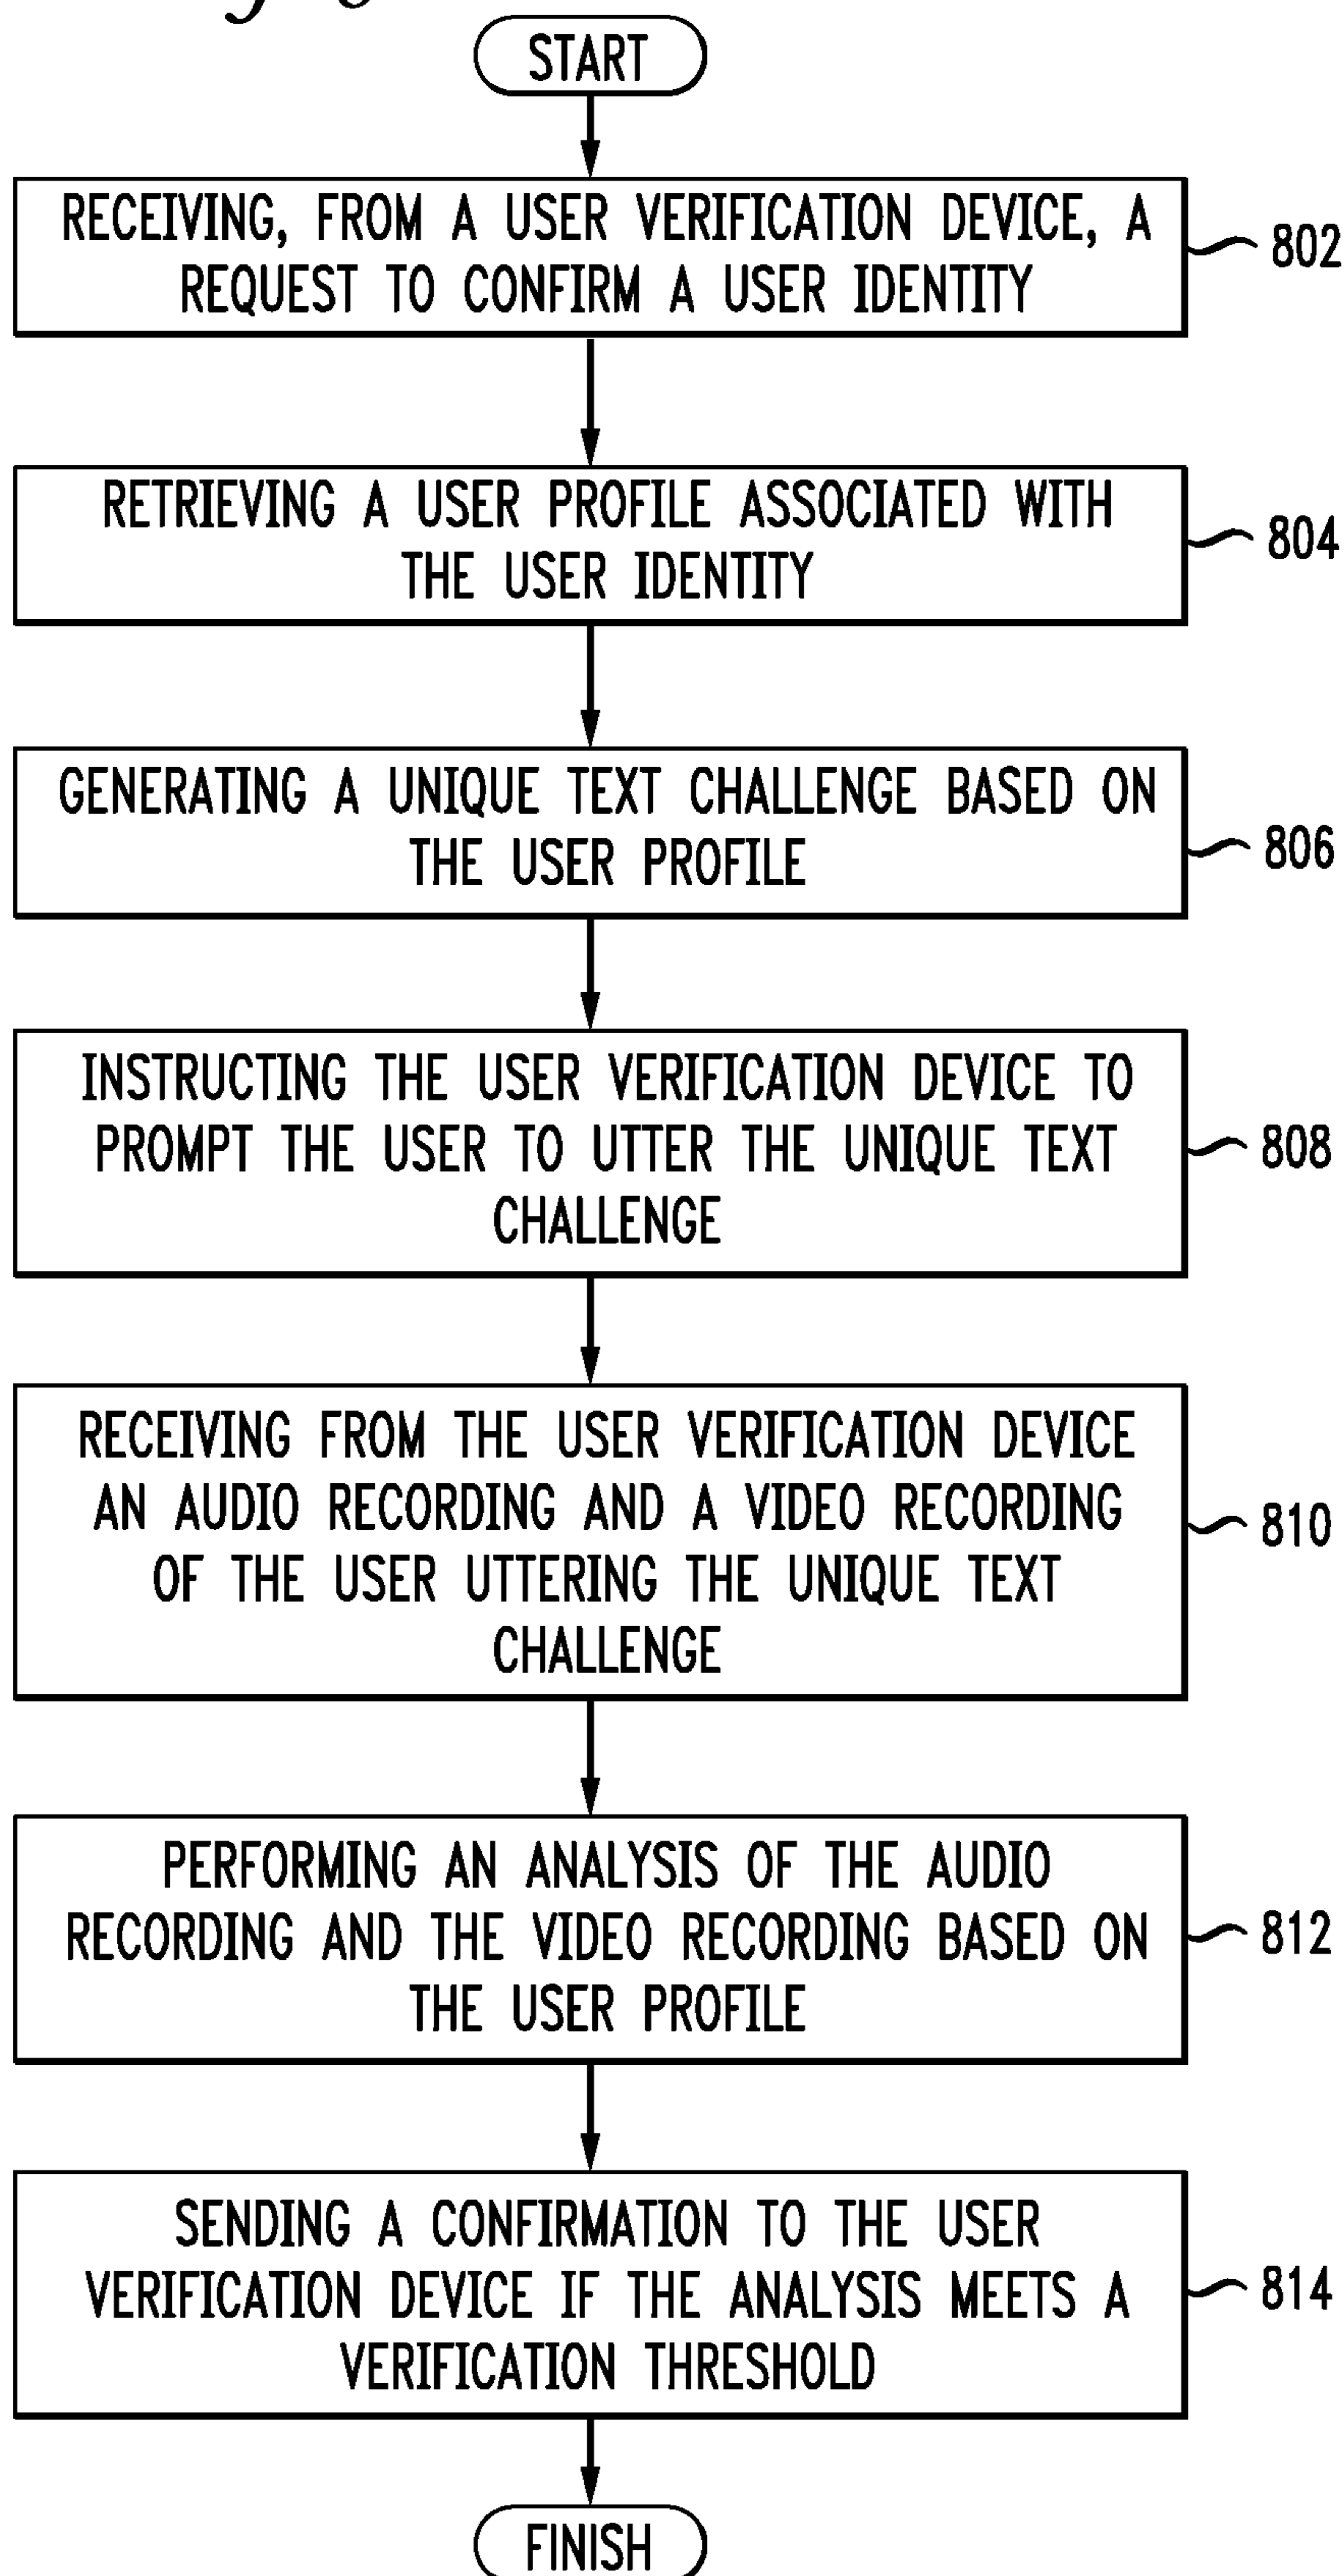 START
RECEIVING, FROM A USER VERIFICATION DEVICE, A
REQUEST TO CONFIRM A USER IDENTITY
802
RETRIEVING A USER PROFILE ASSOCIATED WITH
THE USER IDENTITY
804
GENERATING A UNIQUE TEXT CHALLENGE BASED ON
THE USER PROFILE
806
INSTRUCTING THE USER VERIFICATION DEVICE TO
PROMPT THE USER TO UTTER THE UNIQUE TEXT
CHALLENGE
808
RECEIVING FROM THE USER VERIFICATION DEVICE
AN AUDIO RECORDING AND A VIDEO RECORDING
OF THE USER UTTERING THE UNIQUE TEXT
CHALLENGE
810
PERFORMING AN ANALYSIS OF THE AUDIO
RECORDING AND THE VIDEO RECORDING BASED ON
THE USER PROFILE
812
SENDING A CONFIRMATION TO THE USER
VERIFICATION DEVICE IF THE ANALYSIS MEETS A
VERIFICATION THRESHOLD
814
FINISH